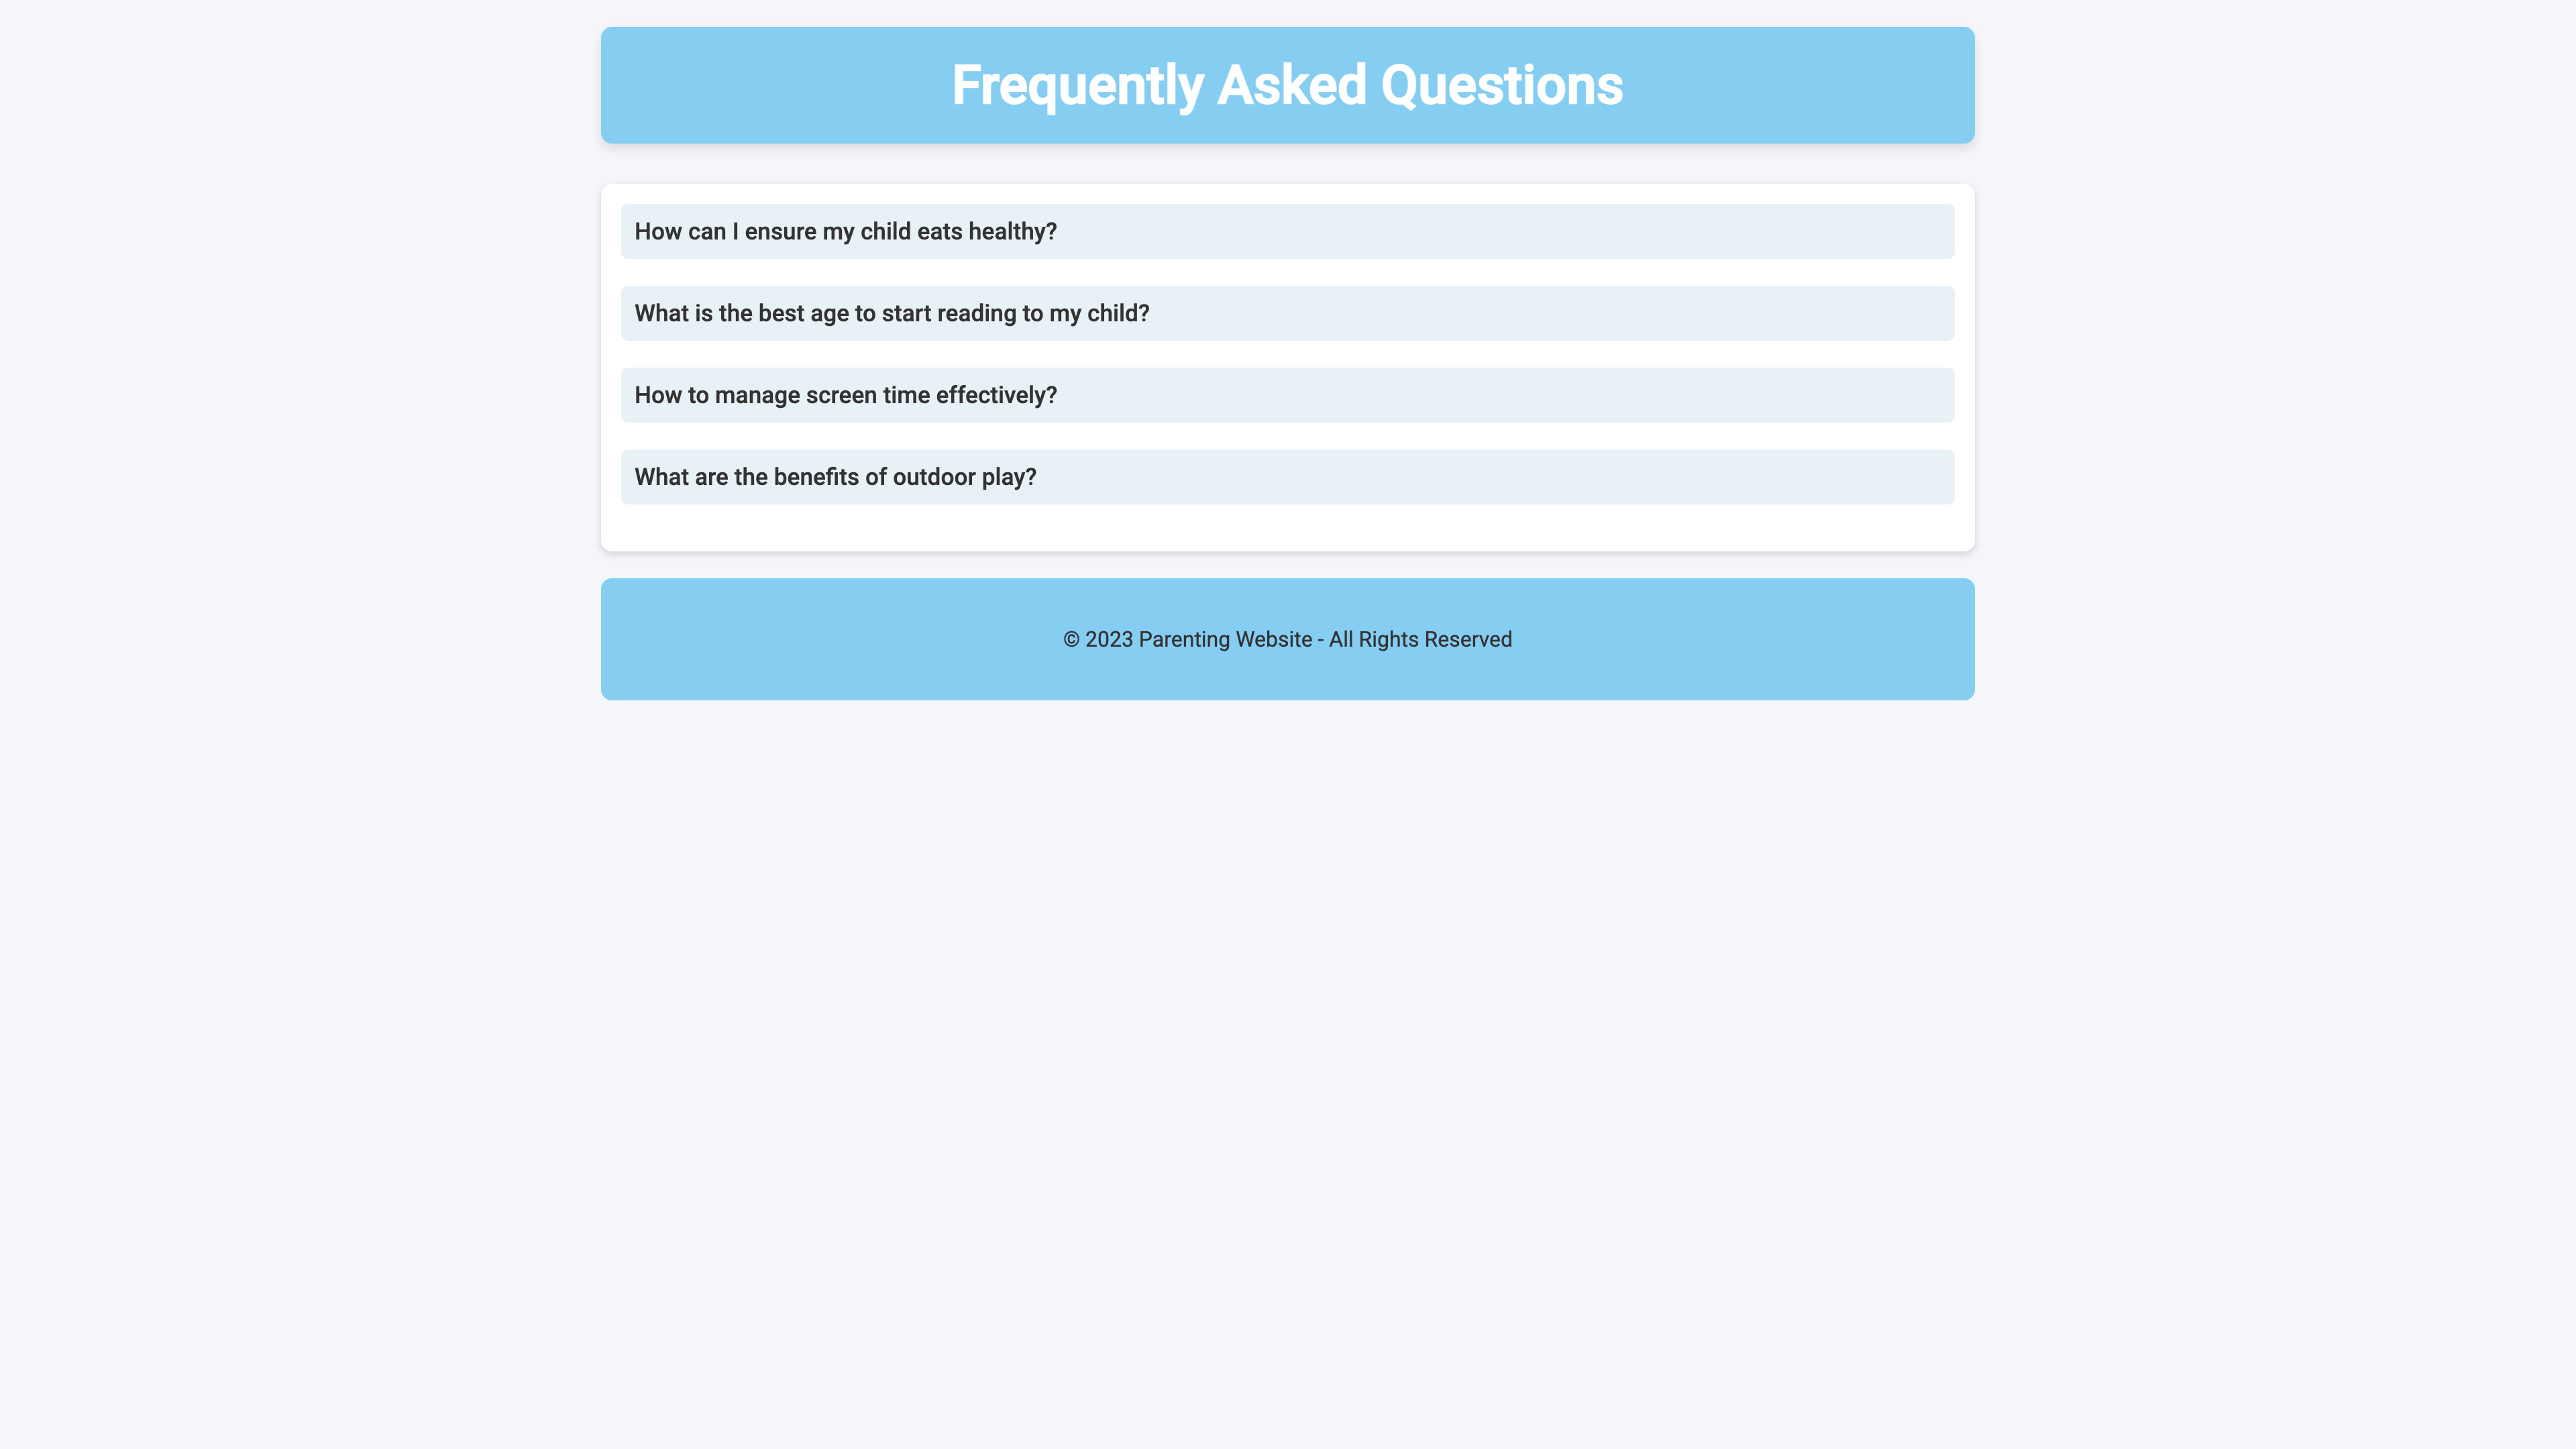 Frequently Asked Questions
How can I ensure my child eats healthy?
What is the best age to start reading to my child?
How to manage screen time effectively?
What are the benefits of outdoor play?
© 2023 Parenting Website - All Rights Reserved